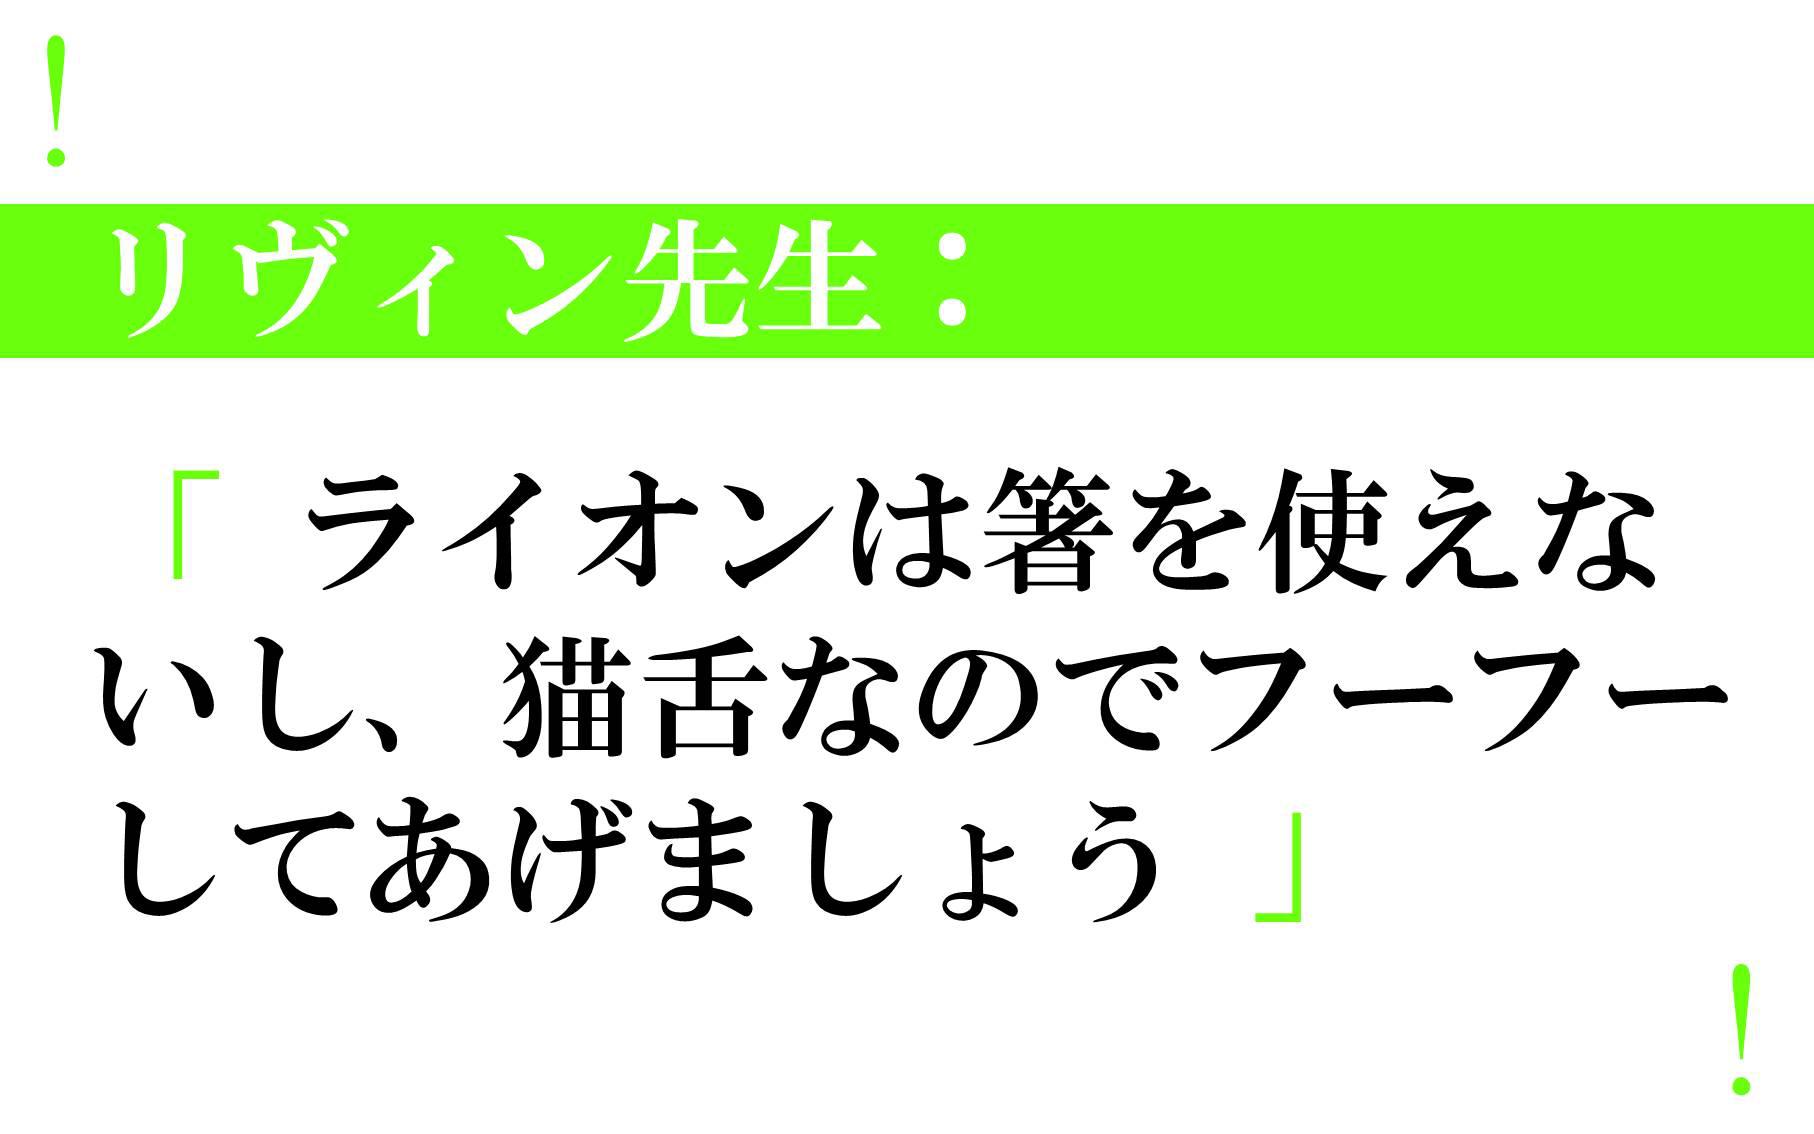 !
リヴィン先生：
「 ライオンは箸を使えな
いし、猫舌なのでフーフー
してあげましょう 」
!